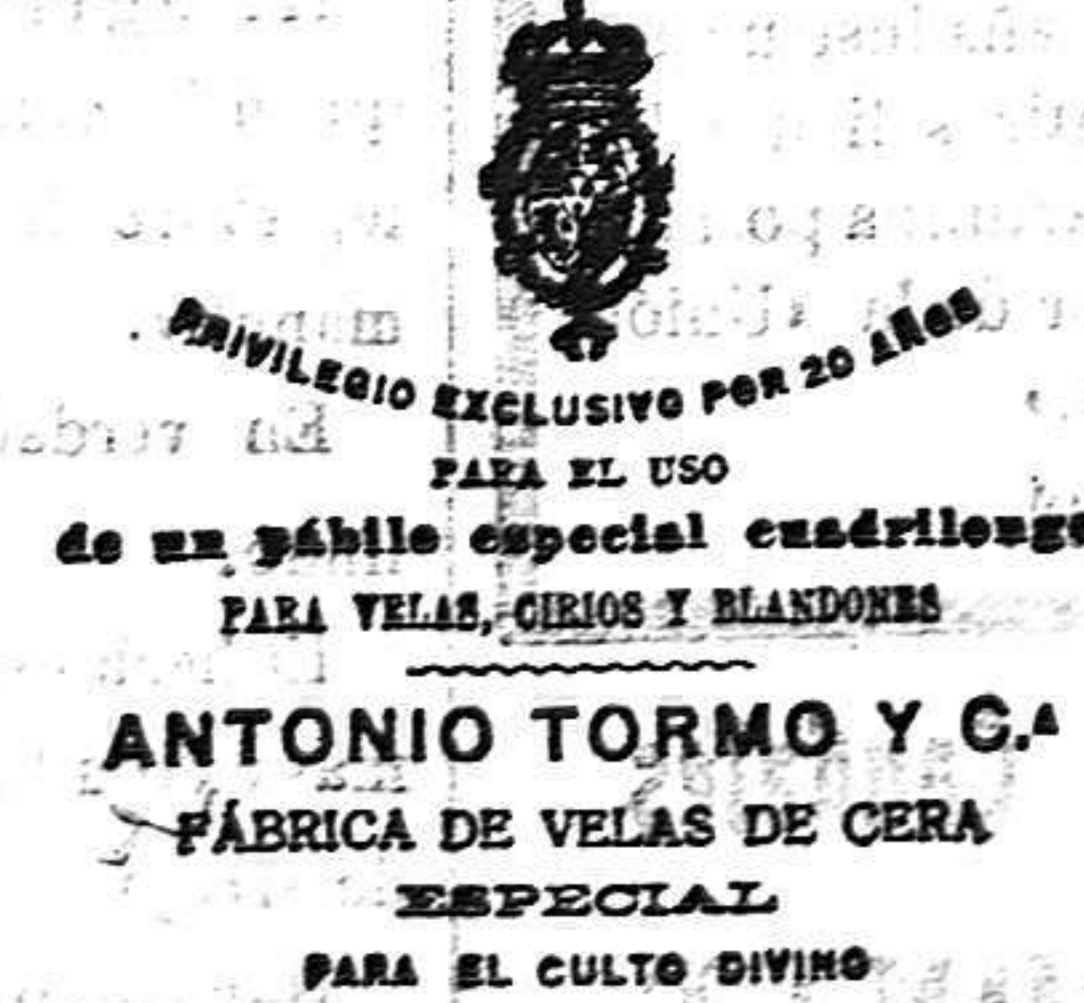 PRIVILEGIO EXCLUSIVO POR 20 AÑOS
PARA EL USO
de un pábilo especial cuadrilongo
PARA VELAS, CIRIOS Y BLANDONES
ANTONIO TORMO Y C.ª
FÁBRICA DE VELAS DE CERA
ESPECIAL
PARA EL CULTO DIVINO